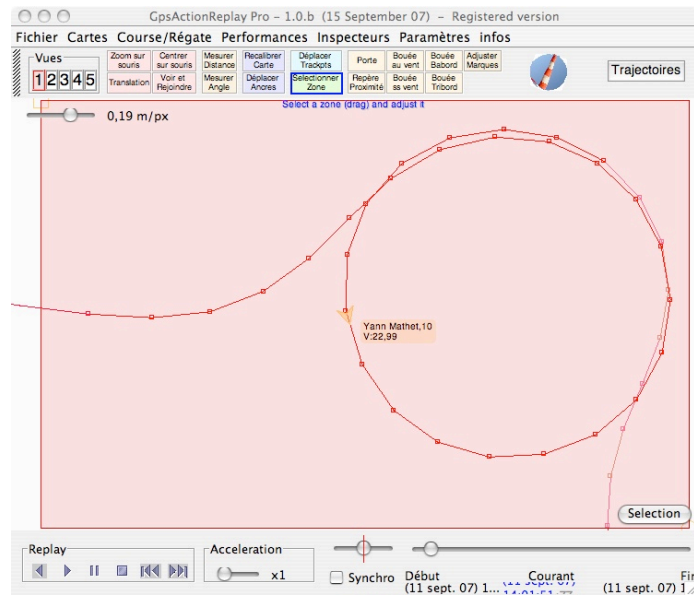 GpsActionReplay Pro - 1.0.b (15 September 07) - Registered version
Fichier Cartes Course/Régate Performances Inspecteurs Paramètres infos
Vues
1 2 3 4 5
Zoom sur souris
Centrer sur souris
Mesurer Distance
Recalibrer Carte
Déplacer Trackpts
Porte
Bouée au vent
Bouée Babord
Adjuster Marques
Translation
Voir et Rejoindre
Mesurer Angle
Déplacer Ancres
Sélectionner Zone
Repère Proximité
Bouée ss vent
Bouée Tribord
Trajectoires
Select a zone (drag) and adjust it
0,19 m/px
Yann Mathet,10
V:22,99
Selection
Replay
Acceleration
x1
Synchro
Début
Courant
(11 sept. 07) 1...
(11 sept. 07)